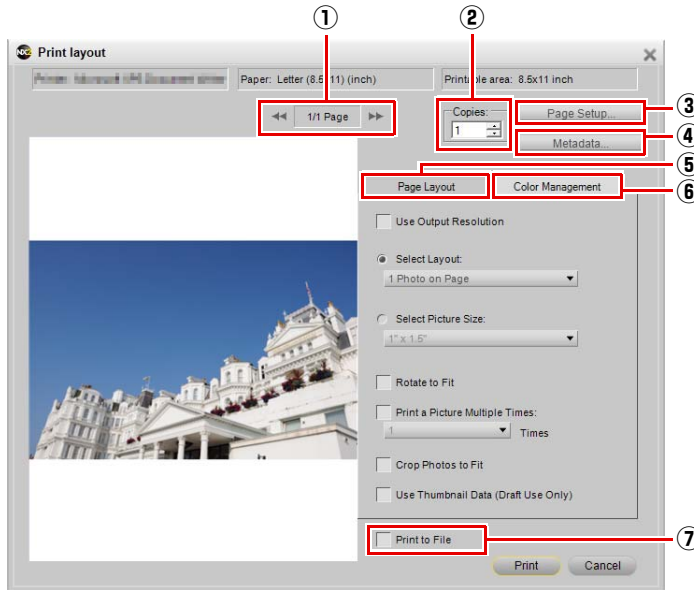 ① ②
NX2 Print layout
Paper: Letter (8.5x11) (inch) Printable area: 8.5x11 inch
1/1 Page
Copies:
1
Page Setup... ③
Metadata... ④
⑤
Page Layout Color Management ⑥
Use Output Resolution
Select Layout:
1 Photo on Page
Select Picture Size:
1" x 1.5"
Rotate to Fit
Print a Picture Multiple Times:
1 Times
Crop Photos to Fit
Use Thumbnail Data (Draft Use Only)
Print to File ⑦
Print Cancel